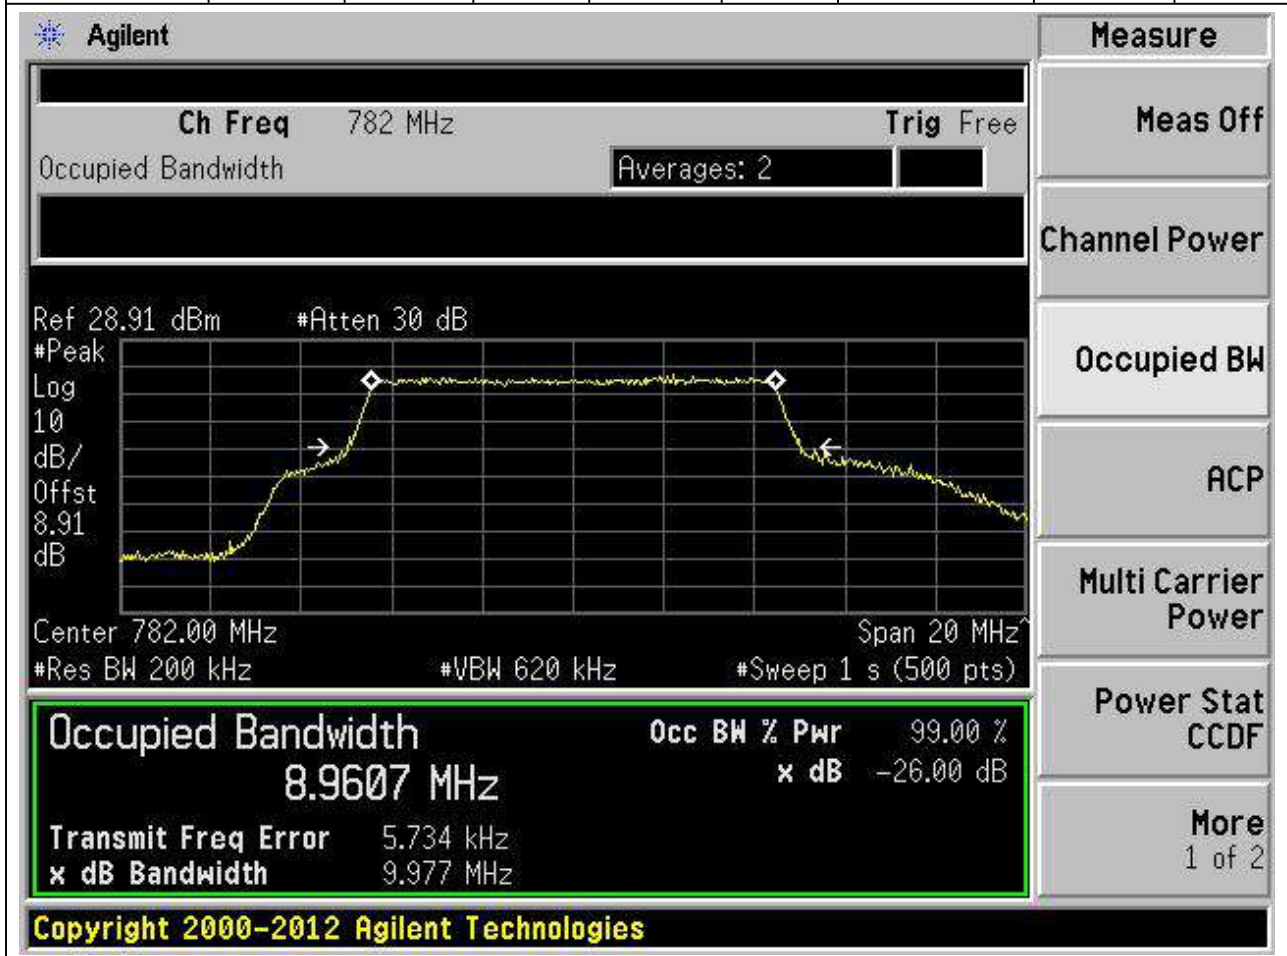 Agilent
Measure
Ch Freq 782 MHz Trig Free
Occupied Bandwidth Averages: 2
Meas Off
Channel Power
Occupied BW
ACP
Multi Carrier
Power
Power Stat
CCDF
More
1 of 2
Ref 28.91 dBm #Atten 30 dB
#Peak
Log
10
dB/
Offst
8.91
dB
Center 782.00 MHz Span 20 MHz^
#Res BW 200 kHz #VBW 620 kHz #Sweep 1 s (500 pts)
Occupied Bandwidth
8.9607 MHz
Occ BW % Pwr 99.00 %
x dB -26.00 dB
Transmit Freq Error 5.734 kHz
x dB Bandwidth 9.977 MHz
Copyright 2000-2012 Agilent Technologies